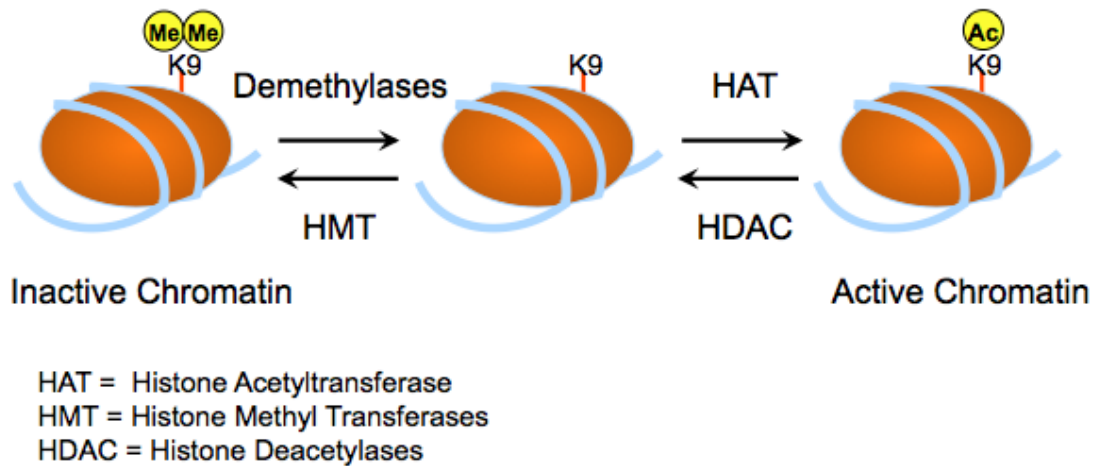 Me Me
Ac
K9
K9
K9
Demethylases
HAT
HMT
HDAC
Inactive Chromatin
Active Chromatin
HAT = Histone Acetyltransferase
HMT = Histone Methyl Transferases
HDAC = Histone Deacetylases